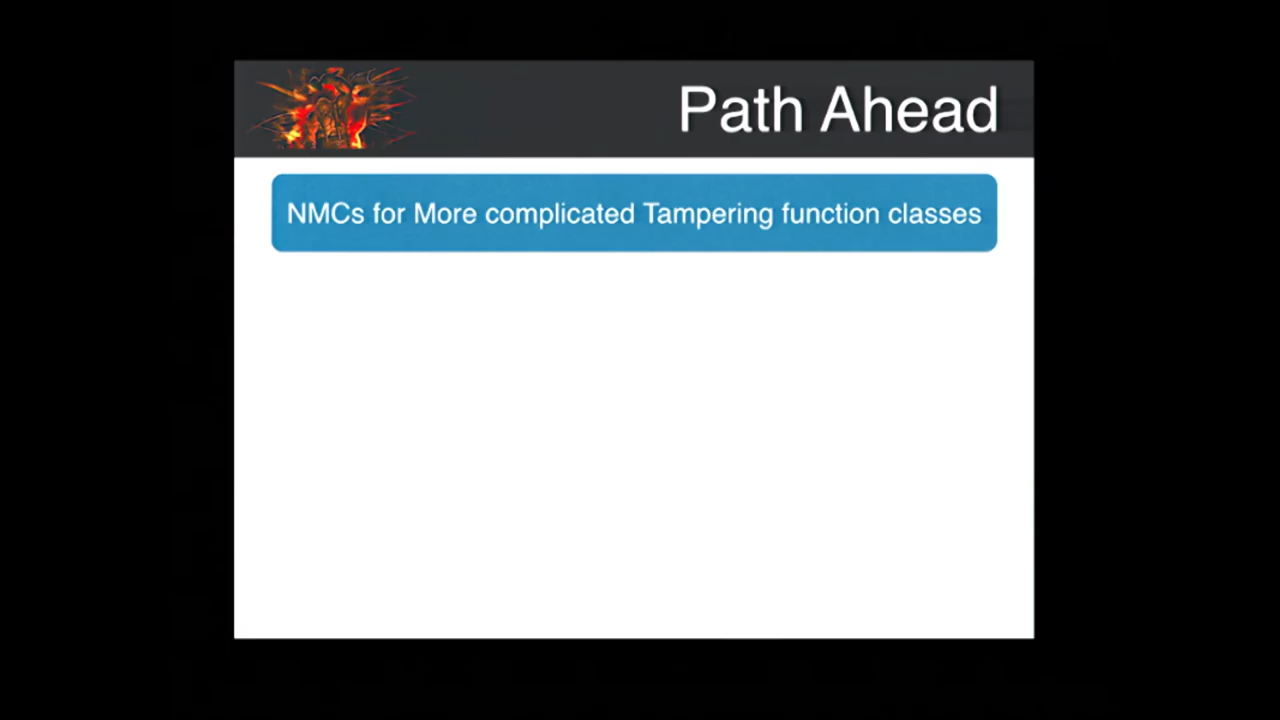 Path Ahead
NMCs for More complicated Tampering function classes